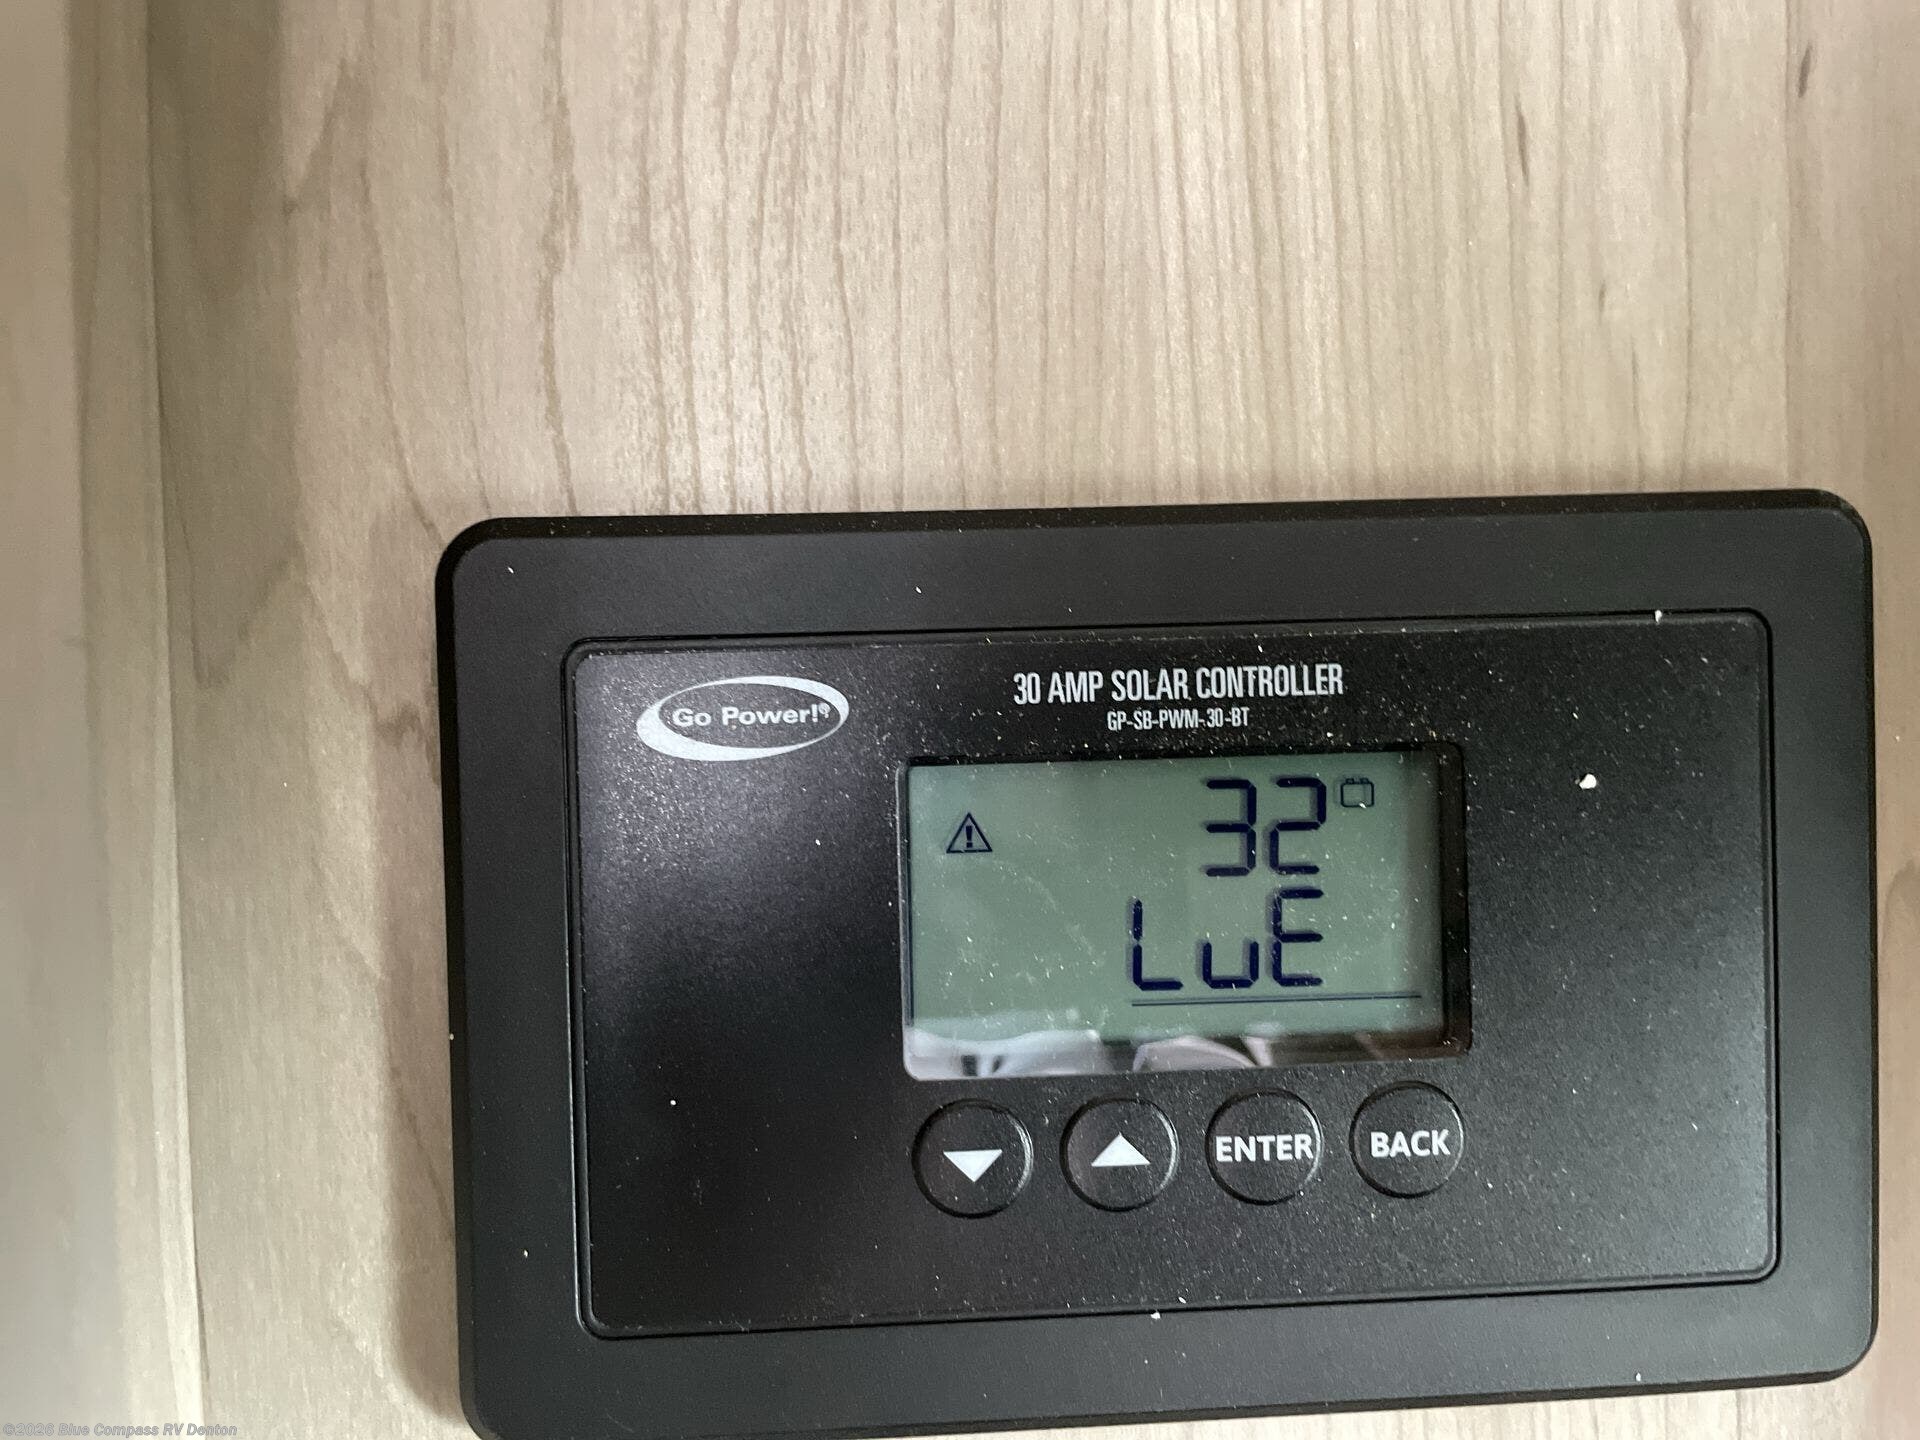 Go Power!®
30 AMP SOLAR CONTROLLER
GP-SB-PWM-30-BT
32
LuE
ENTER
BACK
©2026 Blue Compass RV Denton